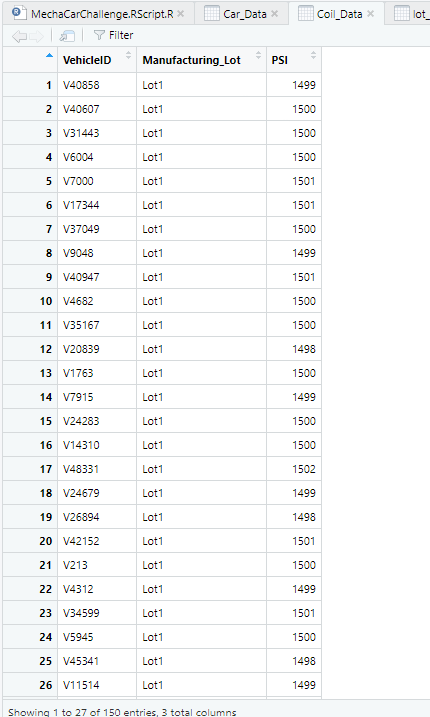 MechaCarChallenge.RScript.R Car_Data Coil_Data lot_
Filter
VehicleID Manufacturing_Lot PSI
1 V40858 Lot1 1499
2 V40607 Lot1 1500
3 V31443 Lot1 1500
4 V6004 Lot1 1500
5 V7000 Lot1 1501
6 V17344 Lot1 1501
7 V37049 Lot1 1500
8 V9048 Lot1 1499
9 V40947 Lot1 1501
10 V4682 Lot1 1500
11 V35167 Lot1 1500
12 V20839 Lot1 1498
13 V1763 Lot1 1500
14 V7915 Lot1 1499
15 V24283 Lot1 1500
16 V14310 Lot1 1500
17 V48331 Lot1 1502
18 V24679 Lot1 1499
19 V26894 Lot1 1498
20 V42152 Lot1 1501
21 V213 Lot1 1500
22 V4312 Lot1 1499
23 V34599 Lot1 1501
24 V5945 Lot1 1500
25 V45341 Lot1 1498
26 V11514 Lot1 1499
Showing 1 to 27 of 150 entries, 3 total columns